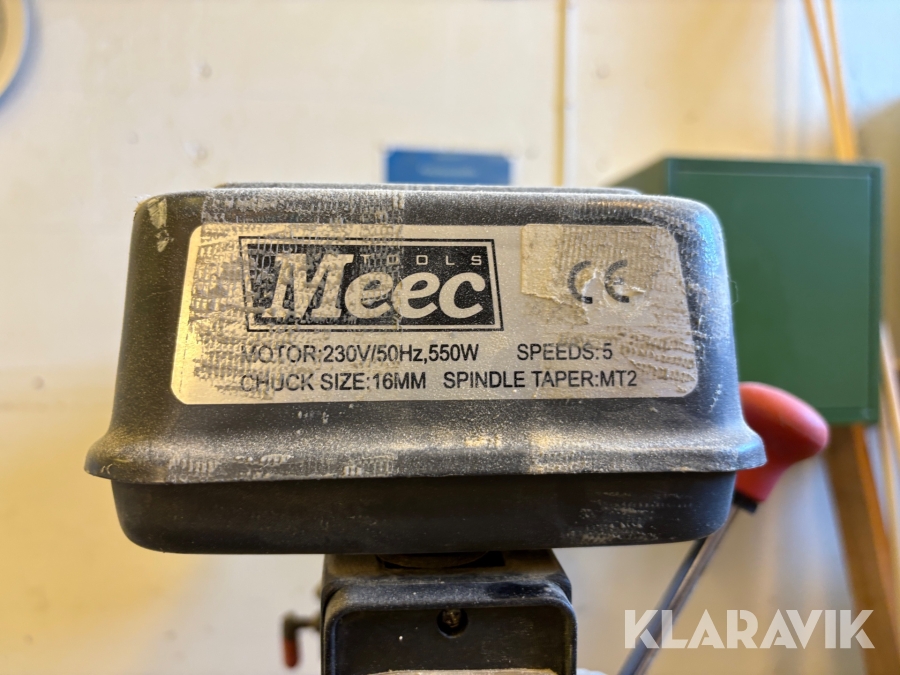 TOOLS
Meec
CE
MOTOR:230V/50Hz,550W SPEEDS:5
CHUCK SIZE:16MM SPINDLE TAPER:MT2
KLARAVIK